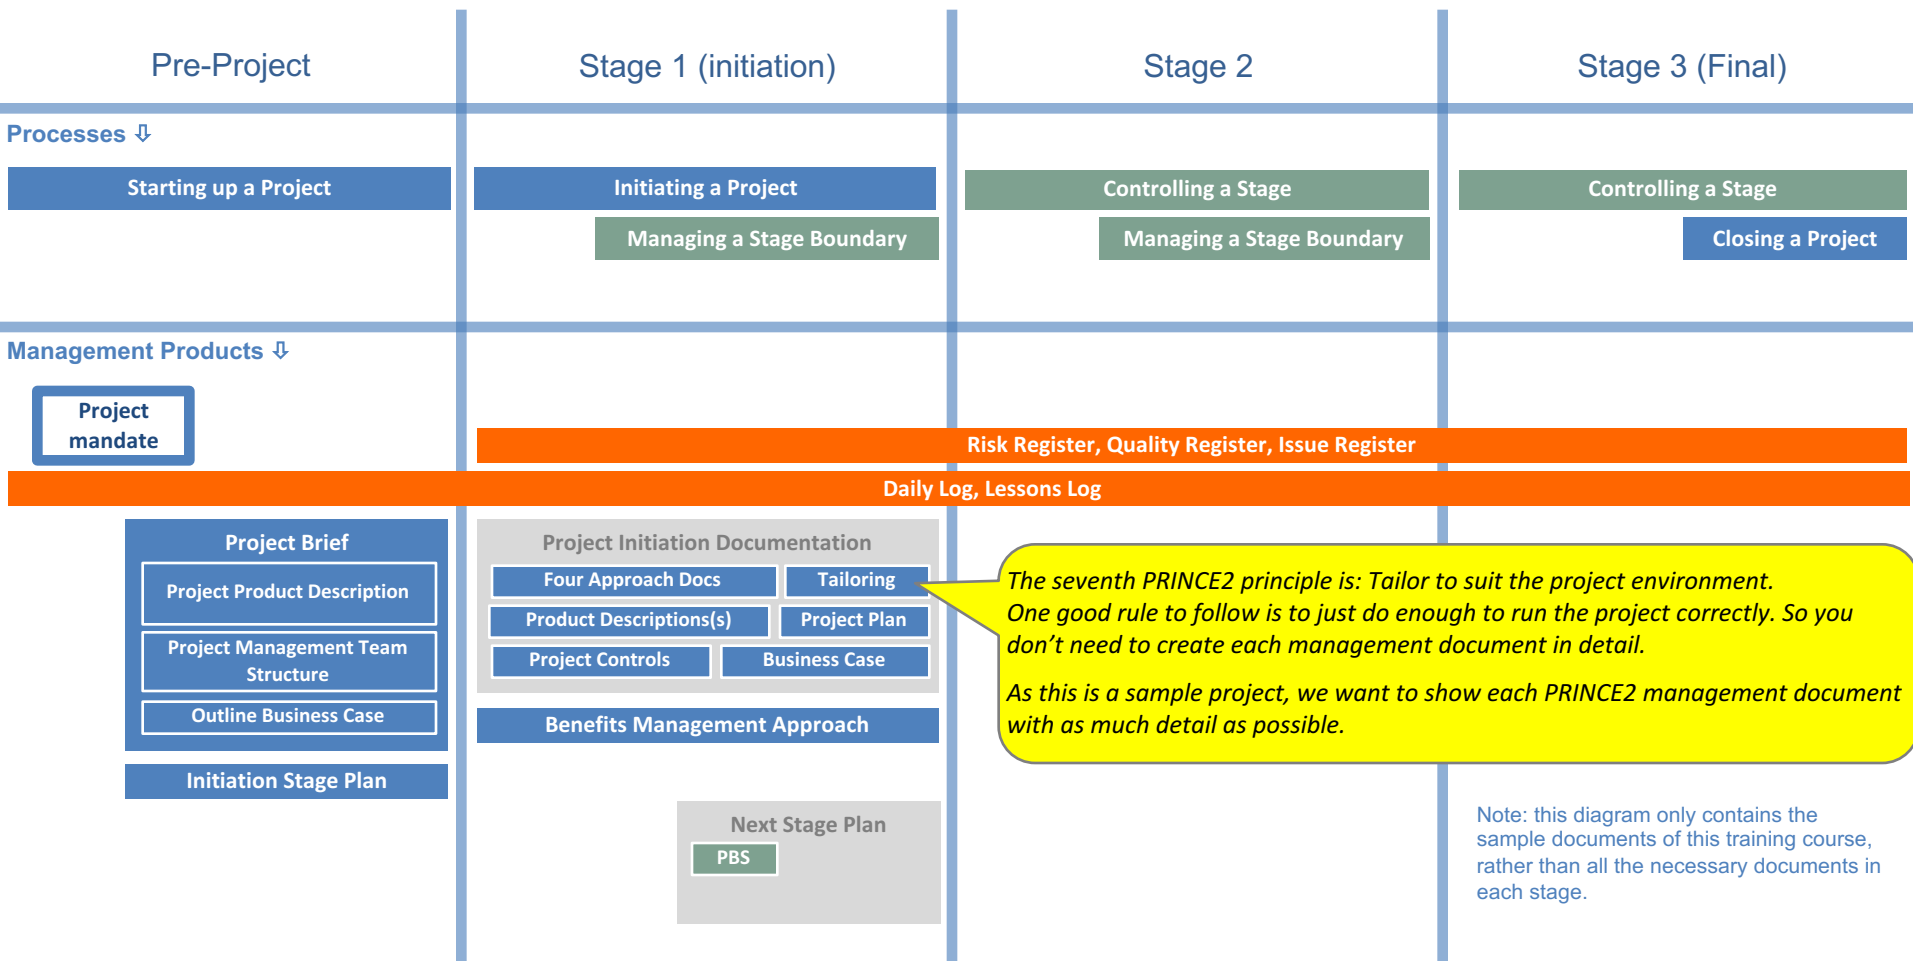 Pre-Project
Stage 1 (initiation)
Stage 2
Stage 3 (Final)
Processes ⇩
Starting up a Project
Initiating a Project
Controlling a Stage
Controlling a Stage
Managing a Stage Boundary
Managing a Stage Boundary
Closing a Project
Management Products ⇩
Project
mandate
Risk Register, Quality Register, Issue Register
Daily Log, Lessons Log
Project Brief
Project Product Description
Project Management Team
Structure
Outline Business Case
Initiation Stage Plan
Project Initiation Documentation
Four Approach Docs
Tailoring
Product Descriptions(s)
Project Plan
Project Controls
Business Case
Benefits Management Approach
Next Stage Plan
PBS
The seventh PRINCE2 principle is: Tailor to suit the project environment.
One good rule to follow is to just do enough to run the project correctly. So you
don’t need to create each management document in detail.
As this is a sample project, we want to show each PRINCE2 management document
with as much detail as possible.
Note: this diagram only contains the
sample documents of this training course,
rather than all the necessary documents in
each stage.